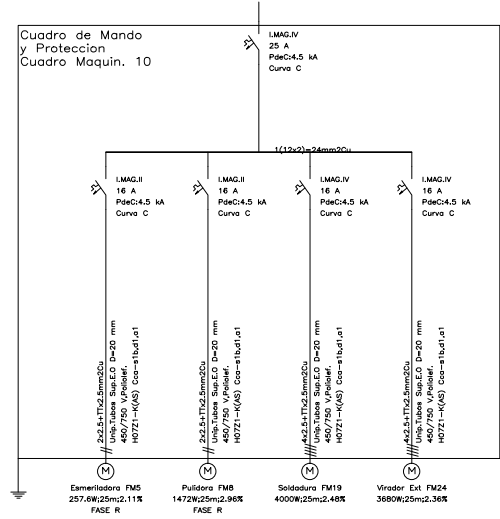 Cuadro de Mando
y Proteccion
Cuadro Maquin. 10
I.MAG.IV
25 A
PdeC:4.5 kA
Curva C
1(12x2)=24mm2Cu
I.MAG.II
16 A
PdeC:4.5 kA
Curva C
I.MAG.II
16 A
PdeC:4.5 kA
Curva C
I.MAG.IV
16 A
PdeC:4.5 kA
Curva C
I.MAG.IV
16 A
PdeC:4.5 kA
Curva C
2x2.5+TTx2.5mm2Cu
Unip.Tubos Sup.E.O D=20 mm
450/750 V,Poliolef.
H07Z1-K(AS) Cca-s1b,d1,a1
2x2.5+TTx2.5mm2Cu
Unip.Tubos Sup.E.O D=20 mm
450/750 V,Poliolef.
H07Z1-K(AS) Cca-s1b,d1,a1
4x2.5+TTx2.5mm2Cu
Unip.Tubos Sup.E.O D=20 mm
450/750 V,Poliolef.
H07Z1-K(AS) Cca-s1b,d1,a1
4x2.5+TTx2.5mm2Cu
Unip.Tubos Sup.E.O D=20 mm
450/750 V,Poliolef.
H07Z1-K(AS) Cca-s1b,d1,a1
M
M
M
M
Esmeriladora FM5
257.6W;25m;2.11%
FASE R
Pulidora FM8
1472W;25m;2.96%
FASE R
Soldadura FM19
4000W;25m;2.48%
Virador Ext FM24
3680W;25m;2.36%